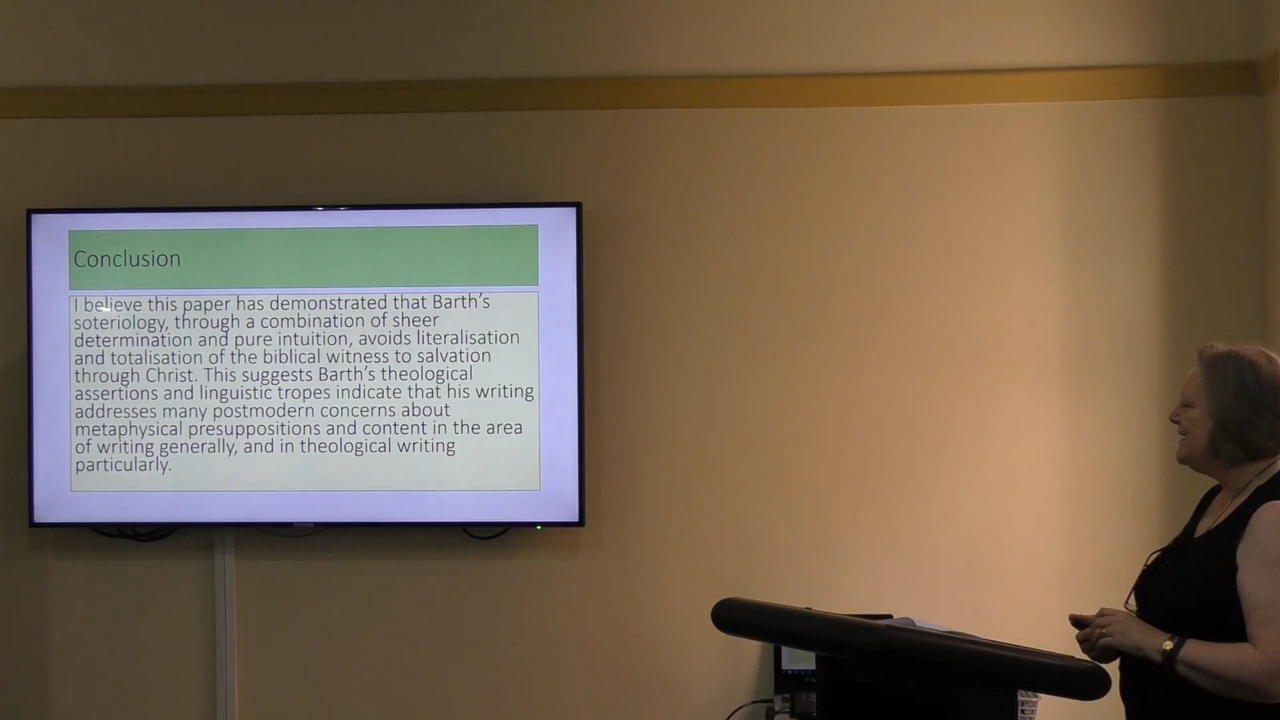 Conclusion
I believe this paper has demonstrated that Barth's
soteriology, through a combination of sheer
determination and pure intuition, avoids literalisation
and totalisation of the biblical witness to salvation
through Christ. This suggests Barth's theological
assertions and linguistic tropes indicate that his writing
addresses many postmodern concerns about
metaphysical presuppositions and content in the area
of writing generally, and in theological writing
particularly.